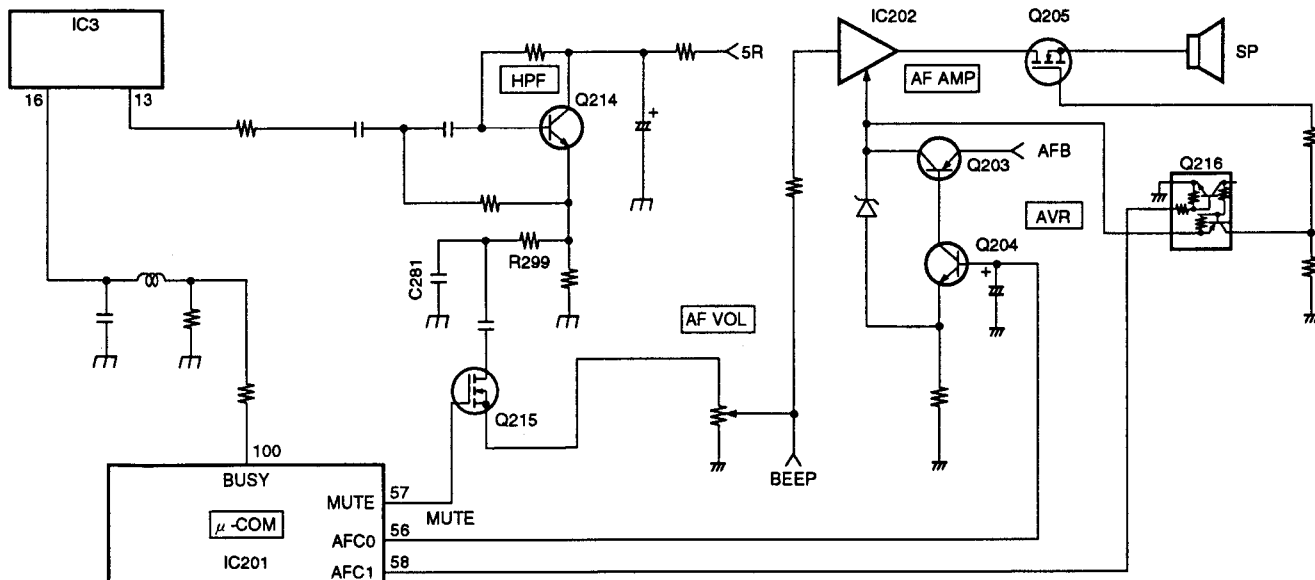 IC3
16
13
HPF
5R
Q214
+
C281
R299
100
BUSY
MUTE
57
MUTE
μ-COM
56
AFC0
IC201
58
AFC1
Q215
AF VOL
BEEP
IC202
AF AMP
Q205
SP
Q203
AFB
AVR
Q204
+
Q216